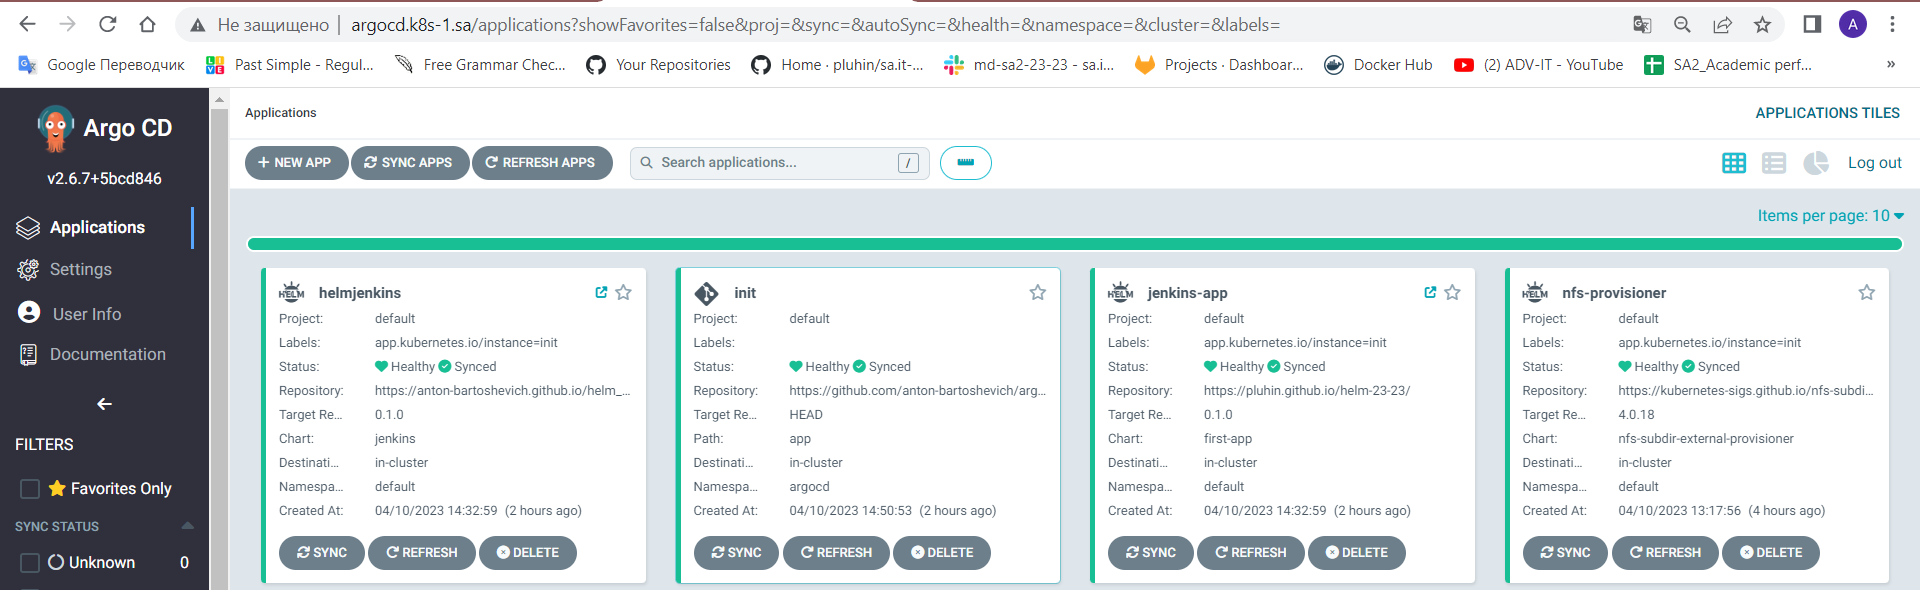 Не защищено | argocd.k8s-1.sa/applications?showFavorites=false&proj=&sync=&autoSync=&health=&namespace=&cluster=&labels=
A
Google Переводчик
Past Simple - Regul...
Free Grammar Chec...
Your Repositories
Home · pluhin/sa.it-...
md-sa2-23-23 - sa.i...
Projects · Dashboar...
Docker Hub
(2) ADV-IT - YouTube
SA2_Academic perf...
»
Argo CD
v2.6.7+5bcd846
Applications
Settings
User Info
Documentation
FILTERS
Favorites Only
SYNC STATUS
Unknown 0
Applications
APPLICATIONS TILES
+ NEW APP
SYNC APPS
REFRESH APPS
Search applications... /
Log out
Items per page: 10
HELM helmjenkins
Project: default
Labels: app.kubernetes.io/instance=init
Status: Healthy Synced
Repository: https://anton-bartoshevich.github.io/helm_...
Target Re... 0.1.0
Chart: jenkins
Destinati... in-cluster
Namespa... default
Created At: 04/10/2023 14:32:59 (2 hours ago)
SYNC REFRESH DELETE
init
Project: default
Labels:
Status: Healthy Synced
Repository: https://github.com/anton-bartoshevich/arg...
Target Re... HEAD
Path: app
Destinati... in-cluster
Namespa... argocd
Created At: 04/10/2023 14:50:53 (2 hours ago)
SYNC REFRESH DELETE
HELM jenkins-app
Project: default
Labels: app.kubernetes.io/instance=init
Status: Healthy Synced
Repository: https://pluhin.github.io/helm-23-23/
Target Re... 0.1.0
Chart: first-app
Destinati... in-cluster
Namespa... default
Created At: 04/10/2023 14:32:59 (2 hours ago)
SYNC REFRESH DELETE
HELM nfs-provisioner
Project: default
Labels: app.kubernetes.io/instance=init
Status: Healthy Synced
Repository: https://kubernetes-sigs.github.io/nfs-subdi...
Target Re... 4.0.18
Chart: nfs-subdir-external-provisioner
Destinati... in-cluster
Namespa... default
Created At: 04/10/2023 13:17:56 (4 hours ago)
SYNC REFRESH DELETE